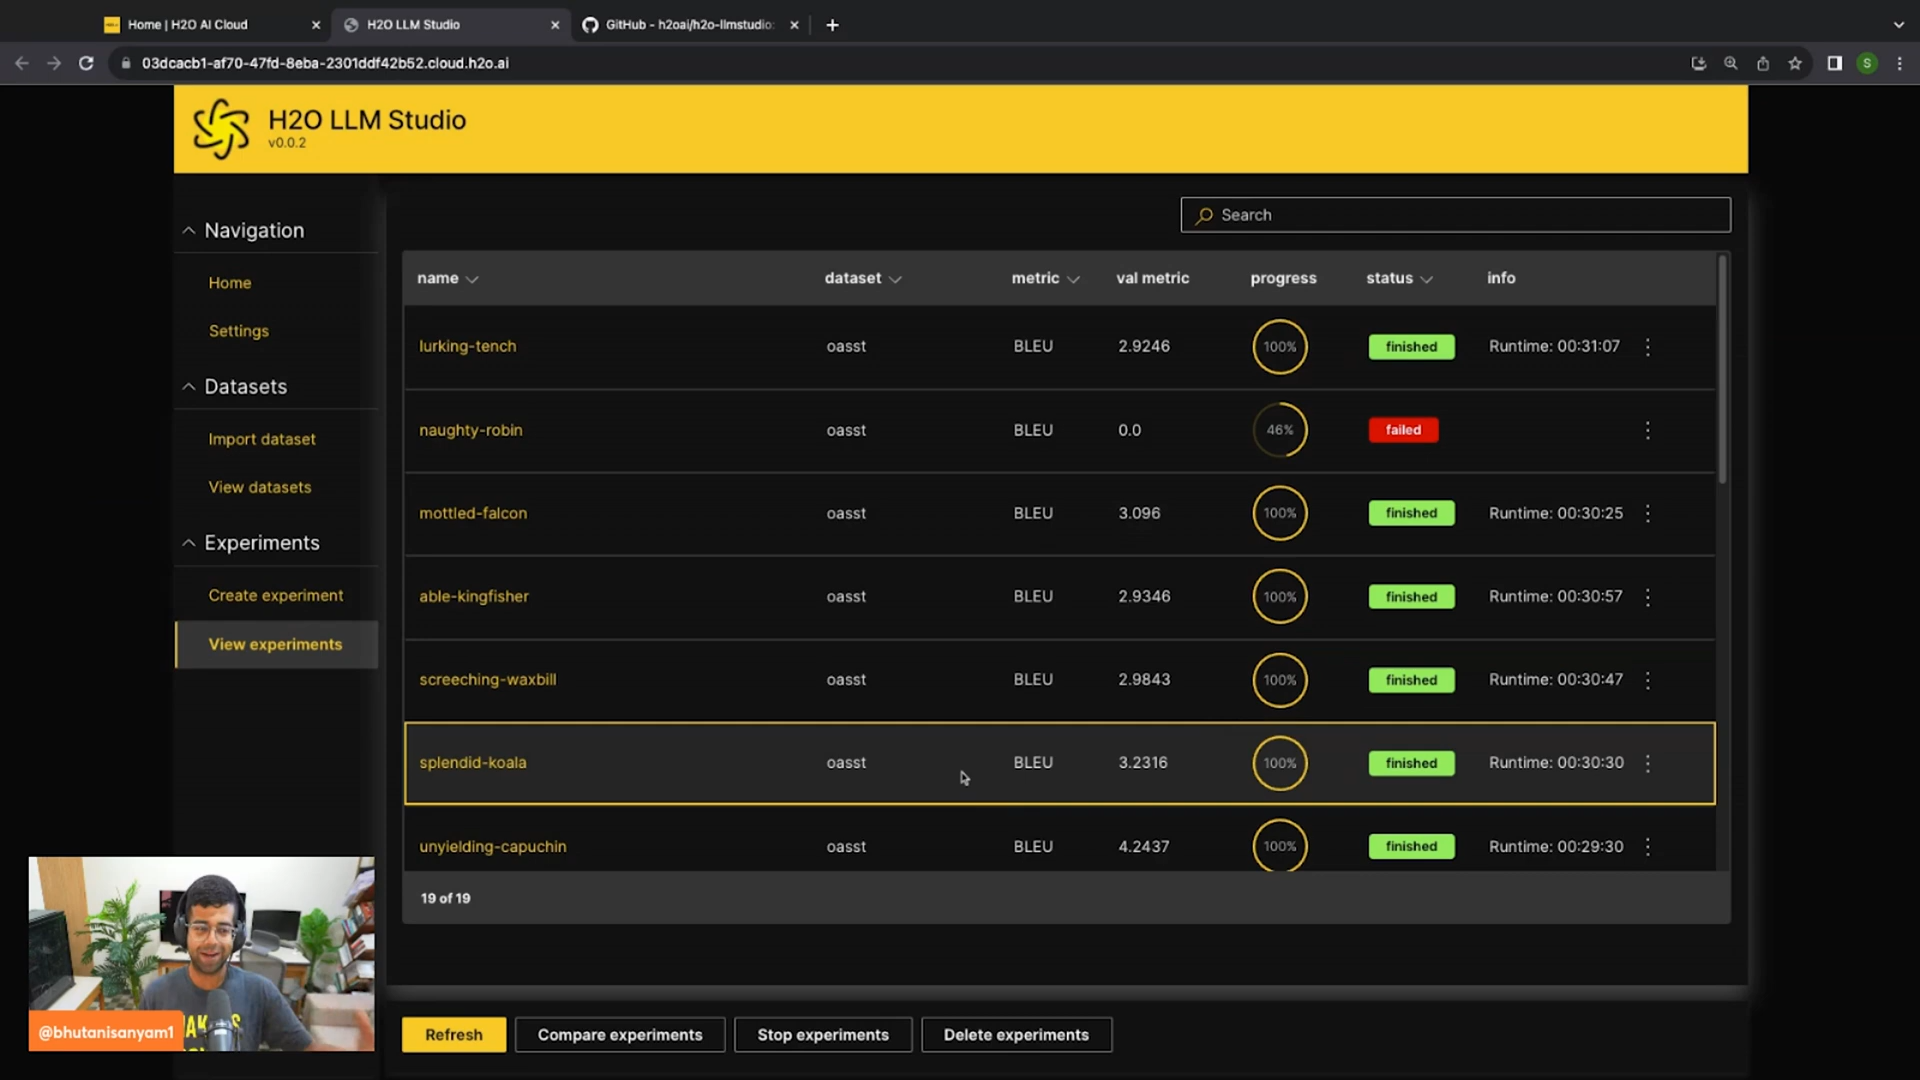 Home | H2O AI Cloud
H2O LLM Studio
GitHub - h2oai/h2o-llmstudio:
03dcacb1-af70-47fd-8eba-2301ddf42b52.cloud.h2o.ai
S
H2O LLM Studio
v0.0.2
Navigation
Home
Settings
Datasets
Import dataset
View datasets
Experiments
Create experiment
View experiments
Search
name dataset metric val metric progress status info
lurking-tench oasst BLEU 2.9246 100% finished Runtime: 00:31:07
naughty-robin oasst BLEU 0.0 46% failed
mottled-falcon oasst BLEU 3.096 100% finished Runtime: 00:30:25
able-kingfisher oasst BLEU 2.9346 100% finished Runtime: 00:30:57
screeching-waxbill oasst BLEU 2.9843 100% finished Runtime: 00:30:47
splendid-koala oasst BLEU 3.2316 100% finished Runtime: 00:30:30
unyielding-capuchin oasst BLEU 4.2437 100% finished Runtime: 00:29:30
19 of 19
@bhutanisanyam1
Refresh Compare experiments Stop experiments Delete experiments